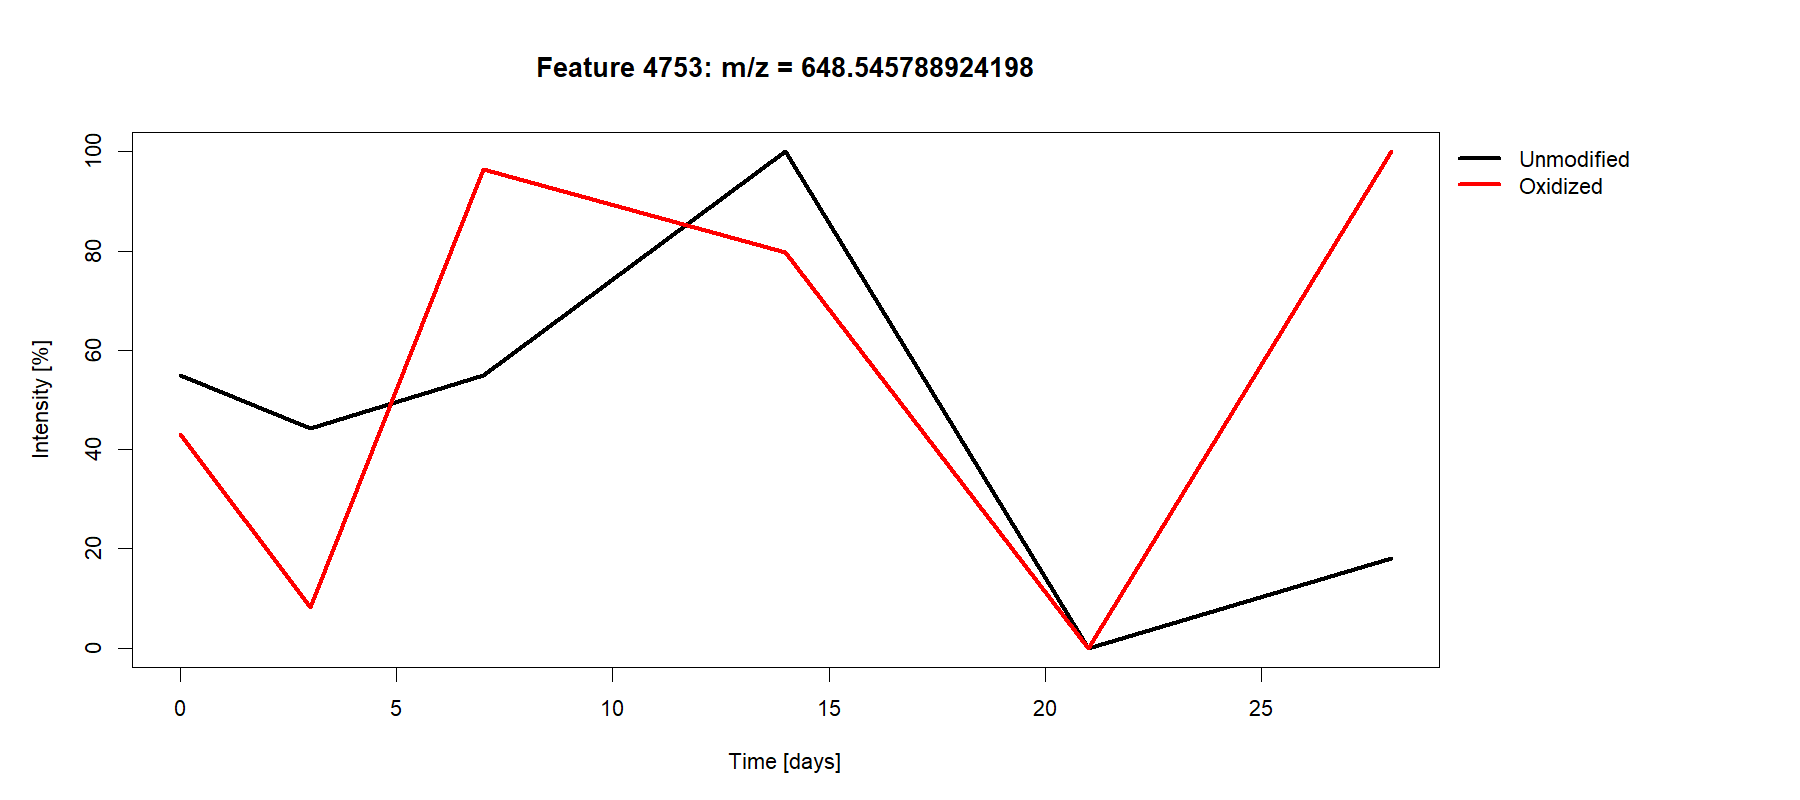 Feature 4753: m/z = 648.545788924198
Unmodified
Oxidized
Intensity [%]
100
80
60
40
20
0
0 5 10 15 20 25
Time [days]